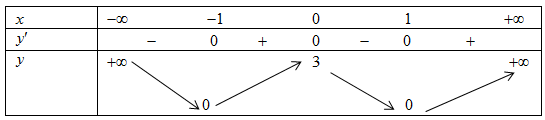 x −∞ −1 0 1 +∞
y′ − 0 + 0 − 0 +
y +∞ 3 +∞
0 0